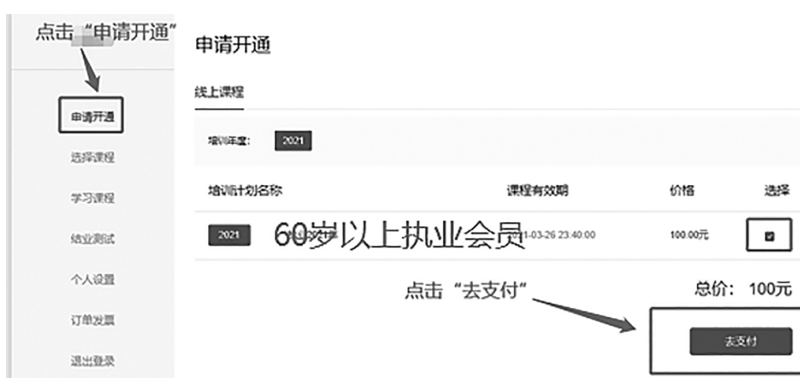 点击“申请开通”
申请开通
选择课程
学习课程
结业测试
个人设置
订单发票
退出登录
申请开通
线上课程
培训年度： 2021
培训计划名称 课程有效期 价格 选择
2021 60岁以上执业会员 2021-03-26 23:40:00 100.00元
总价： 100元
点击“去支付”
去支付